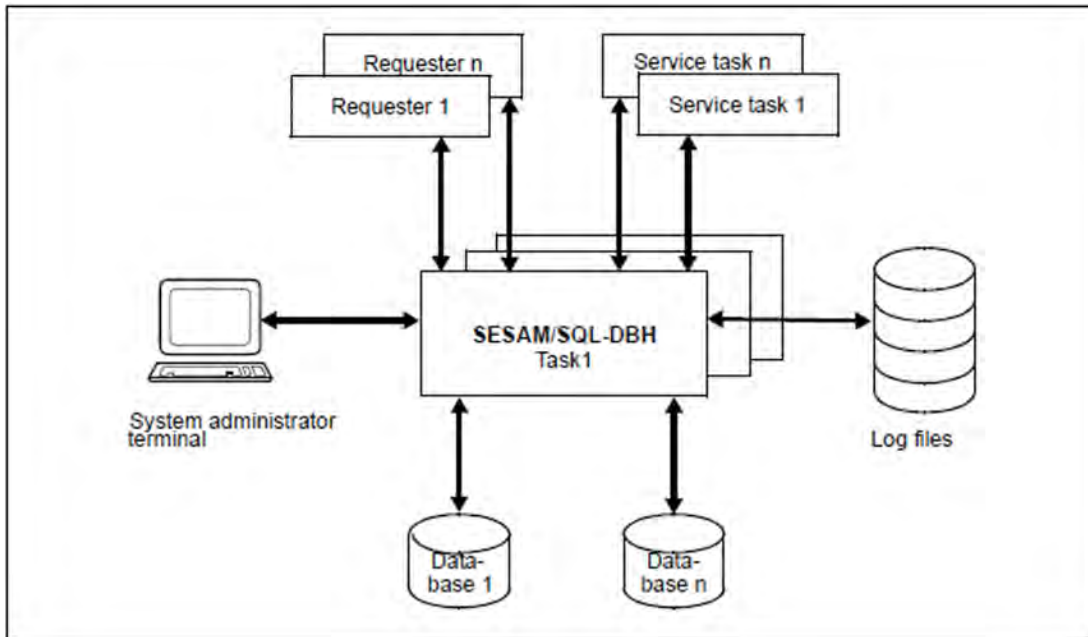 Requester n
Service task n
Requester 1
Service task 1
SESAM/SQL-DBH
Task1
System administrator
terminal
Log files
Data-
base 1
Data-
base n